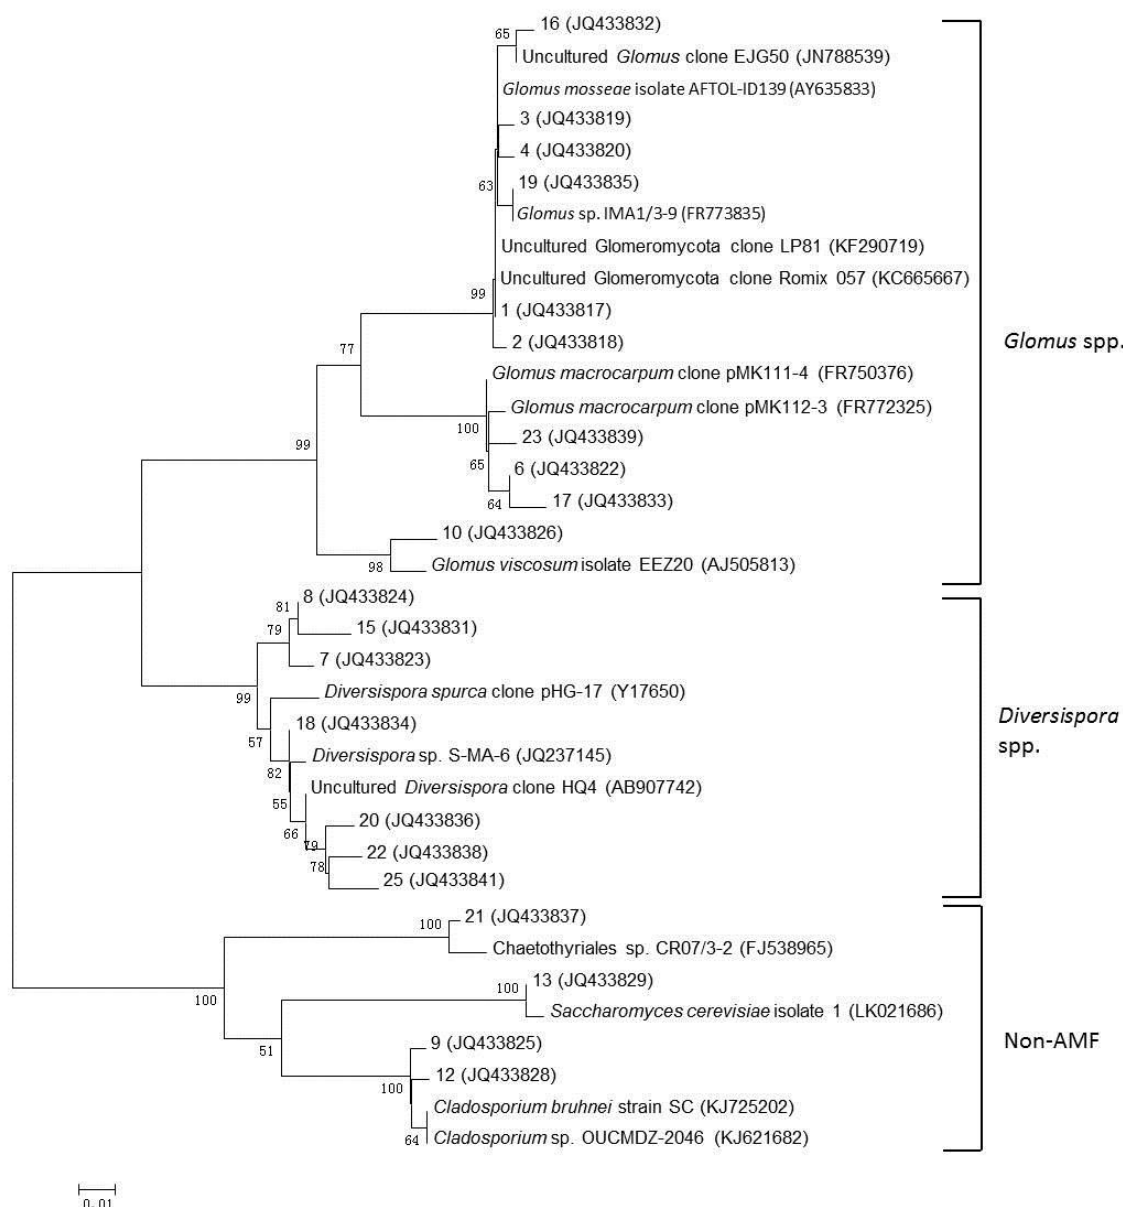 16 (JQ433832)
65
Uncultured Glomus clone EJG50 (JN788539)
Glomus mosseae isolate AFTOL-ID139 (AY635833)
3 (JQ433819)
4 (JQ433820)
63
19 (JQ433835)
Glomus sp. IMA1/3-9 (FR773835)
Uncultured Glomeromycota clone LP81 (KF290719)
Uncultured Glomeromycota clone Romix 057 (KC665667)
99
1 (JQ433817)
2 (JQ433818)
Glomus spp.
77
Glomus macrocarpum clone pMK111-4 (FR750376)
Glomus macrocarpum clone pMK112-3 (FR772325)
100
23 (JQ433839)
99
65
6 (JQ433822)
64
17 (JQ433833)
10 (JQ433826)
98
Glomus viscosum isolate EEZ20 (AJ505813)
8 (JQ433824)
81
79
15 (JQ433831)
7 (JQ433823)
99
Diversispora spurca clone pHG-17 (Y17650)
18 (JQ433834)
57
Diversispora
spp.
Diversispora sp. S-MA-6 (JQ237145)
82
Uncultured Diversispora clone HQ4 (AB907742)
55
20 (JQ433836)
66
79
22 (JQ433838)
78
25 (JQ433841)
21 (JQ433837)
100
Chaetothyriales sp. CR07/3-2 (FJ538965)
13 (JQ433829)
100
100
Saccharomyces cerevisiae isolate 1 (LK021686)
9 (JQ433825)
51
Non-AMF
12 (JQ433828)
100
Cladosporium bruhnei strain SC (KJ725202)
64
Cladosporium sp. OUCMDZ-2046 (KJ621682)
0.01